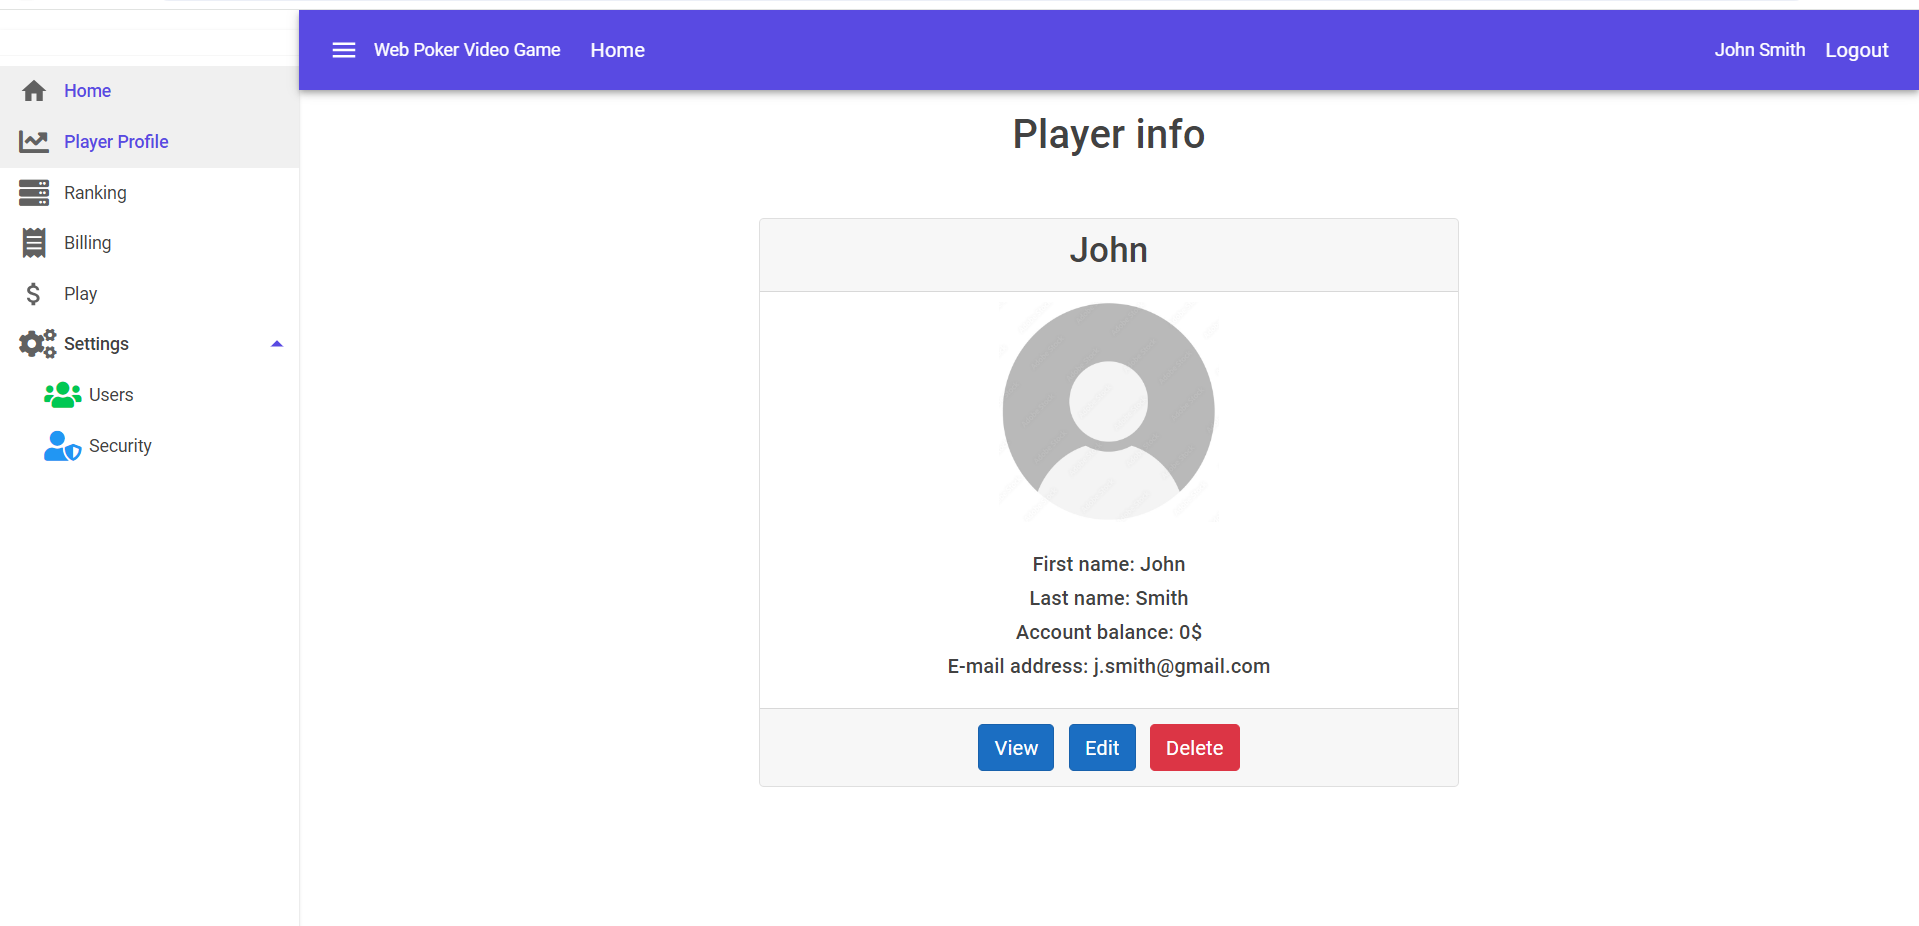 Web Poker Video Game
Home
John Smith
Logout
Home
Player Profile
Ranking
Billing
Play
Settings
Users
Security
Player info
John
First name: John
Last name: Smith
Account balance: 0$
E-mail address: j.smith@gmail.com
View
Edit
Delete